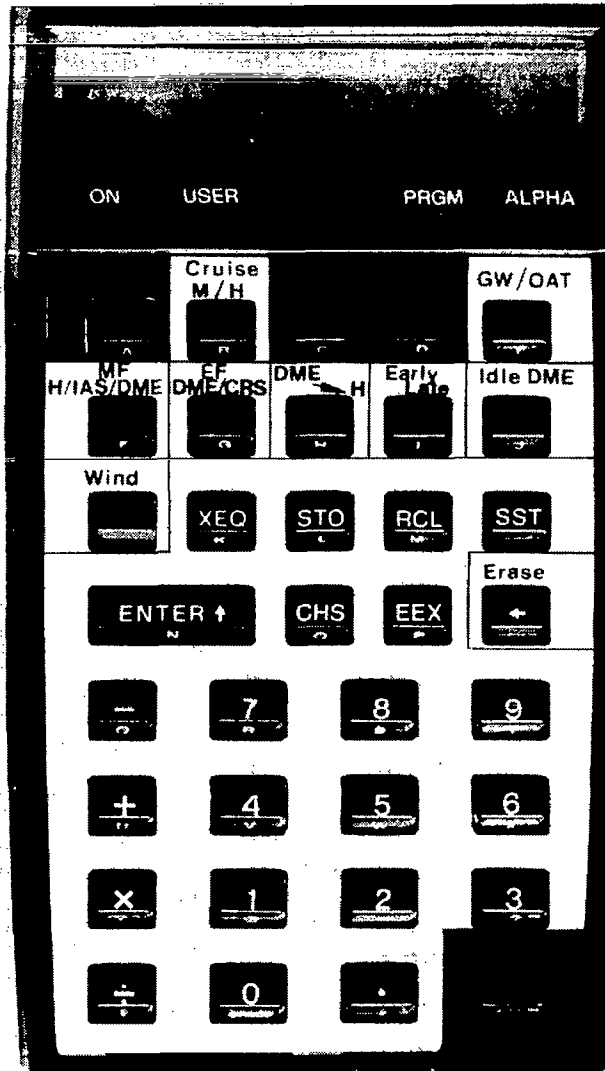 ON USER PRGM ALPHA
Cruise GW/OAT
M/H
A B C D
MF EF DME Early Idle DME
H/IAS/DME DME/CRS H Late
F G H I J
Wind
XEQ STO RCL SST
K L M
Erase
ENTER ↑ CHS EEX ←
N O P
- 7 8 9
Q R
+ 4 5 6
× 1 2 3
÷ 0 .